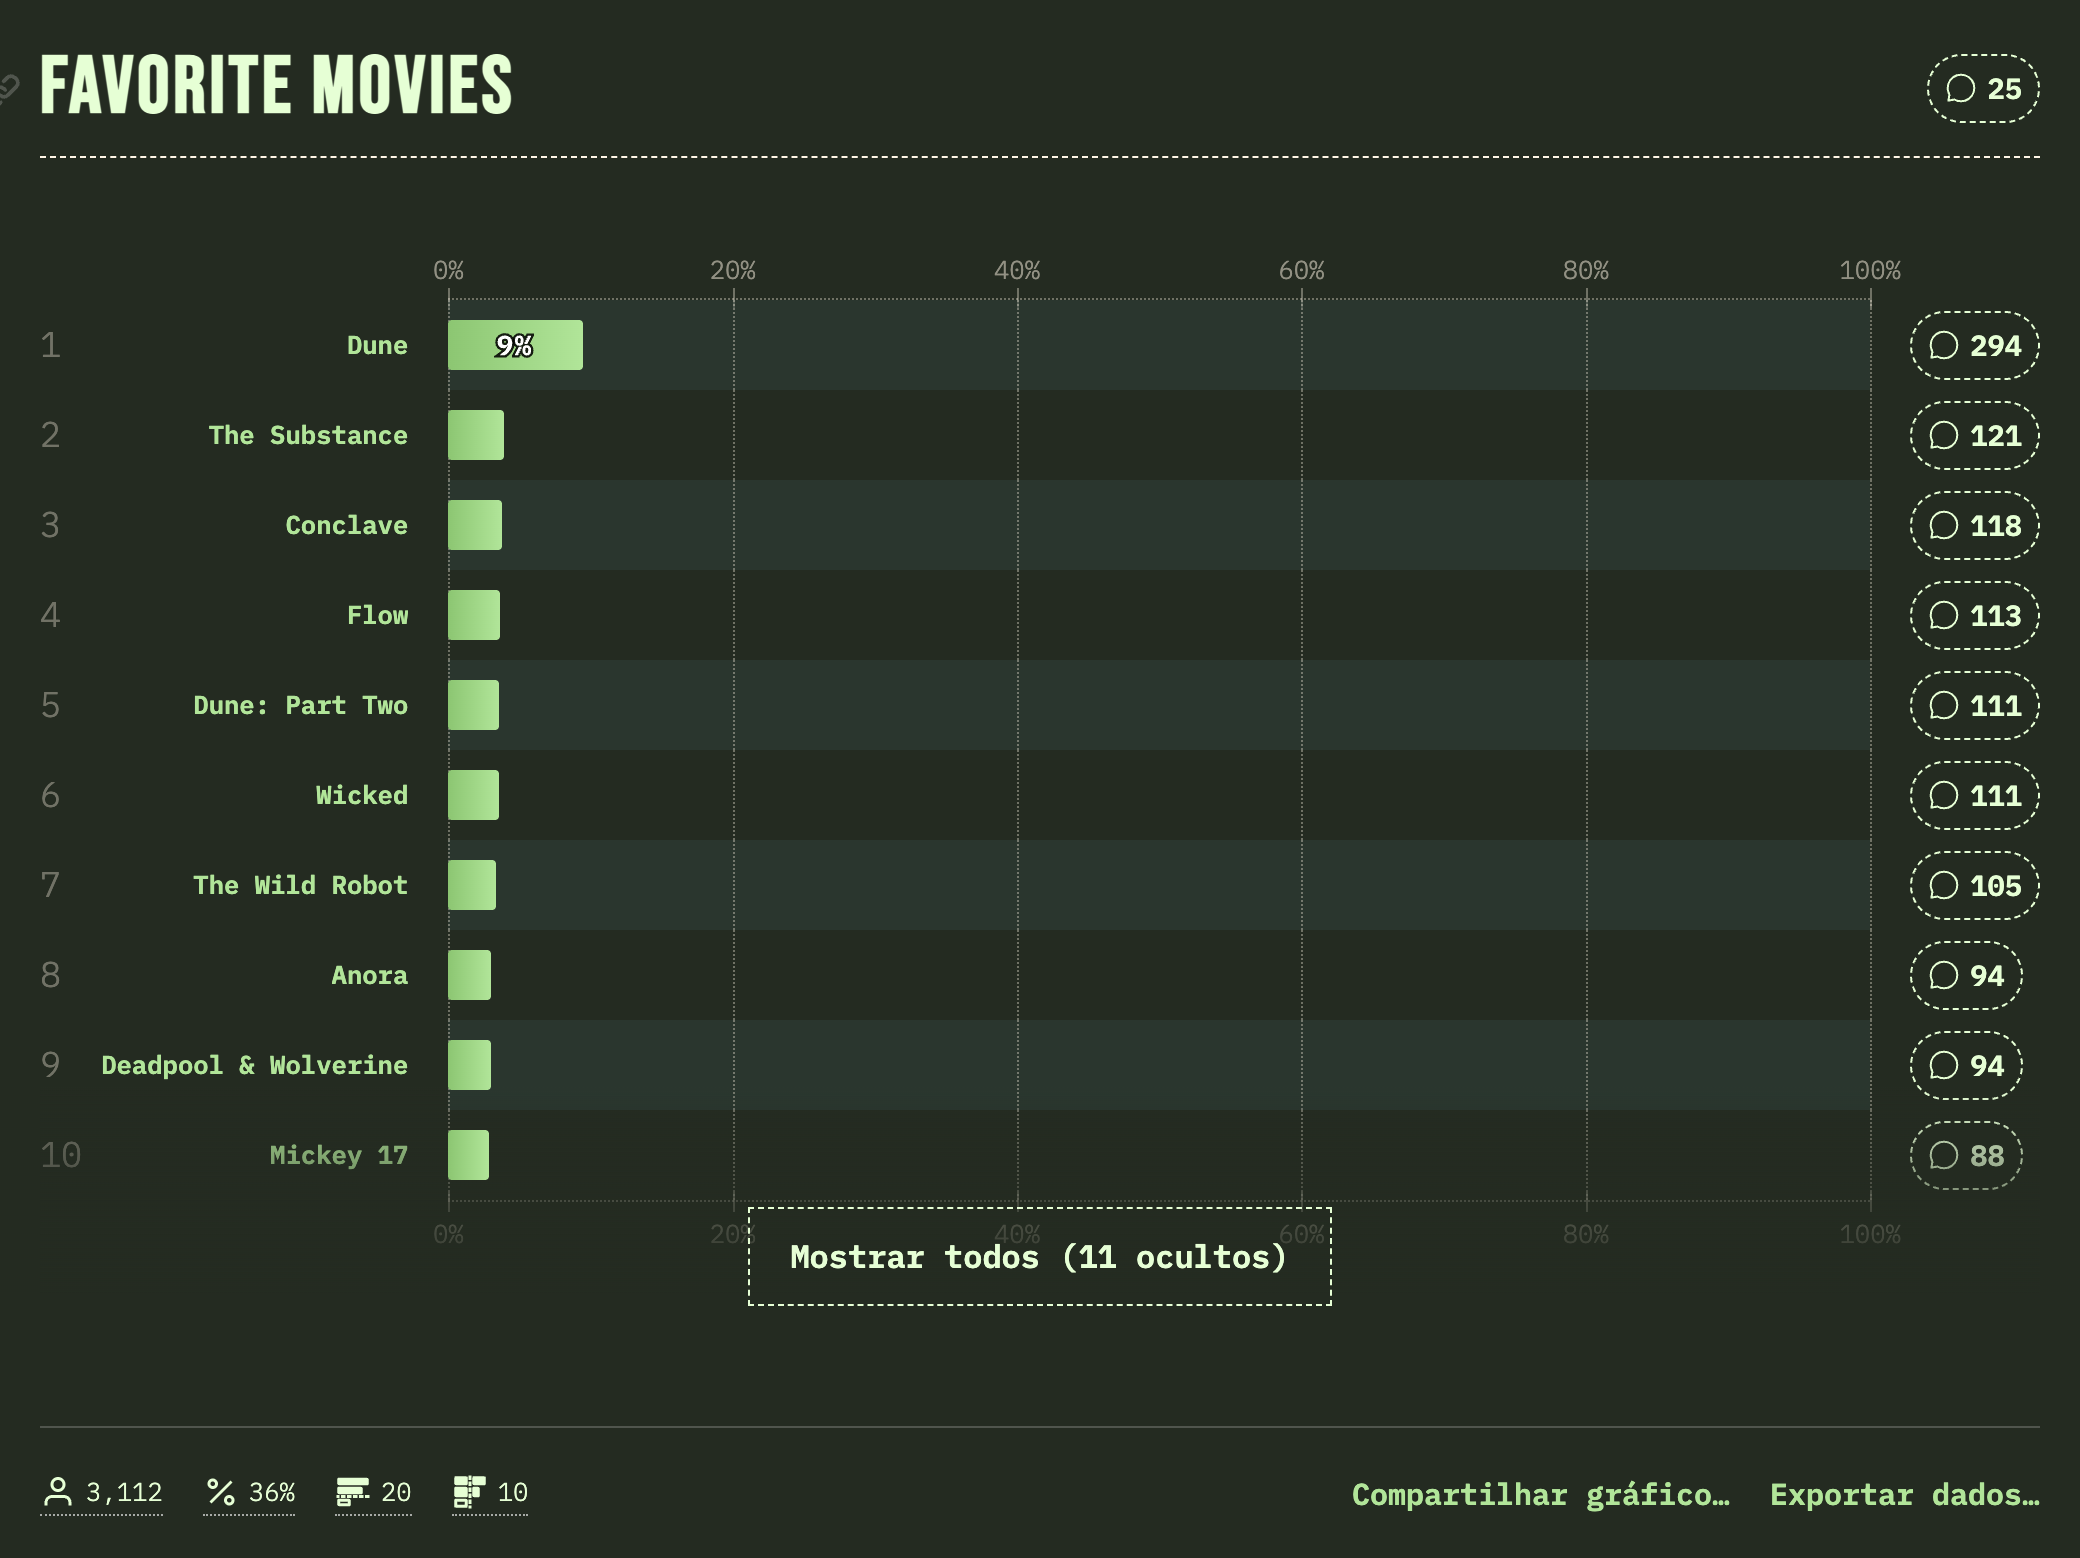 FAVORITE MOVIES
25
0% 20% 40% 60% 80% 100%
1 Dune 9% 294
2 The Substance 121
3 Conclave 118
4 Flow 113
5 Dune: Part Two 111
6 Wicked 111
7 The Wild Robot 105
8 Anora 94
9 Deadpool & Wolverine 94
10 Mickey 17 88
0% 20% 40% 60% 80% 100%
Mostrar todos (11 ocultos)
3,112 36% 20 10 Compartilhar gráfico… Exportar dados…